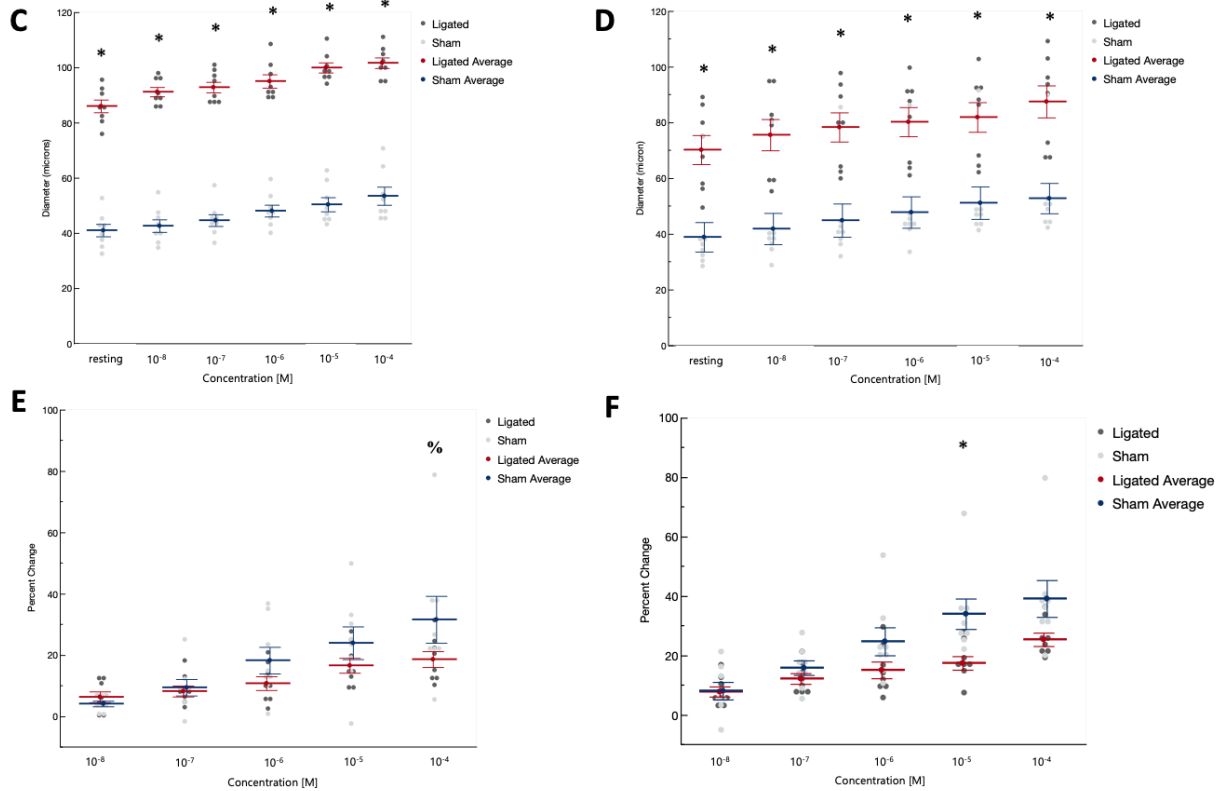 C
120
100
80
60
40
20
0
Diameter (microns)
* * * * * *
resting 10-8 10-7 10-6 10-5 10-4
Concentration [M]
Ligated
Sham
Ligated Average
Sham Average
D
120
100
80
60
40
20
0
Diameter (micron)
* * * * * *
resting 10-8 10-7 10-6 10-5 10-4
Concentration [M]
Ligated
Sham
Ligated Average
Sham Average
E
100
80
60
40
20
0
Percent Change
%
10-8 10-7 10-6 10-5 10-4
Concentration [M]
Ligated
Sham
Ligated Average
Sham Average
F
100
80
60
40
20
0
Percent Change
*
10-8 10-7 10-6 10-5 10-4
Concentration [M]
Ligated
Sham
Ligated Average
Sham Average